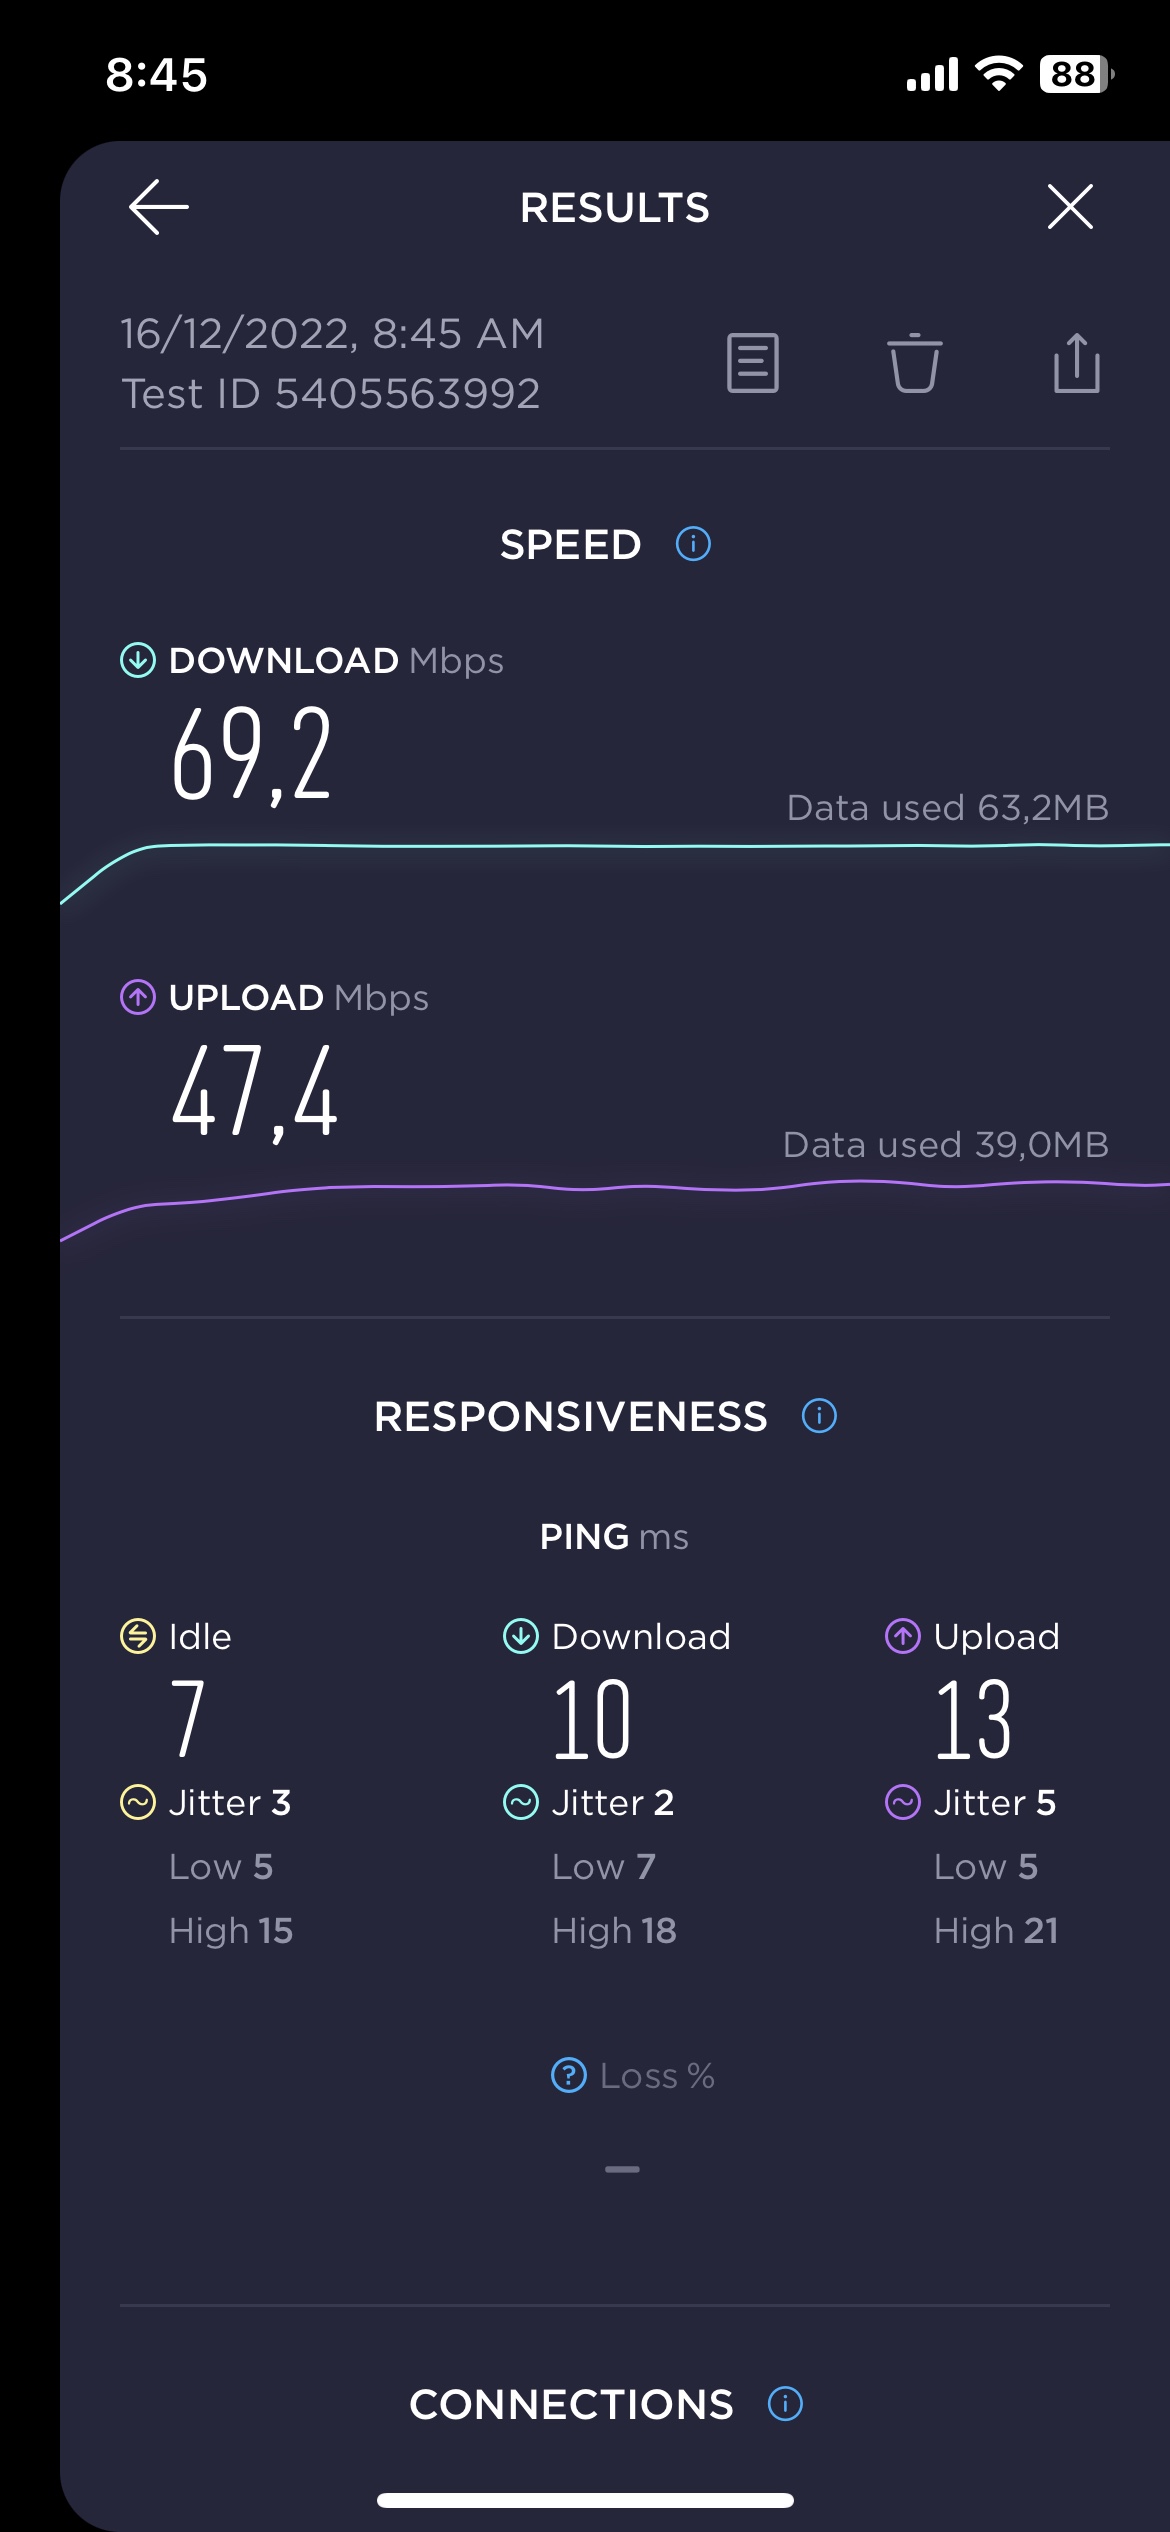 8:45
88
RESULTS
16/12/2022, 8:45 AM
Test ID 5405563992
SPEED
DOWNLOAD Mbps
69,2
Data used 63,2MB
UPLOAD Mbps
47,4
Data used 39,0MB
RESPONSIVENESS
PING ms
Idle Download Upload
7 10 13
Jitter 3 Jitter 2 Jitter 5
Low 5 Low 7 Low 5
High 15 High 18 High 21
Loss %
—
CONNECTIONS